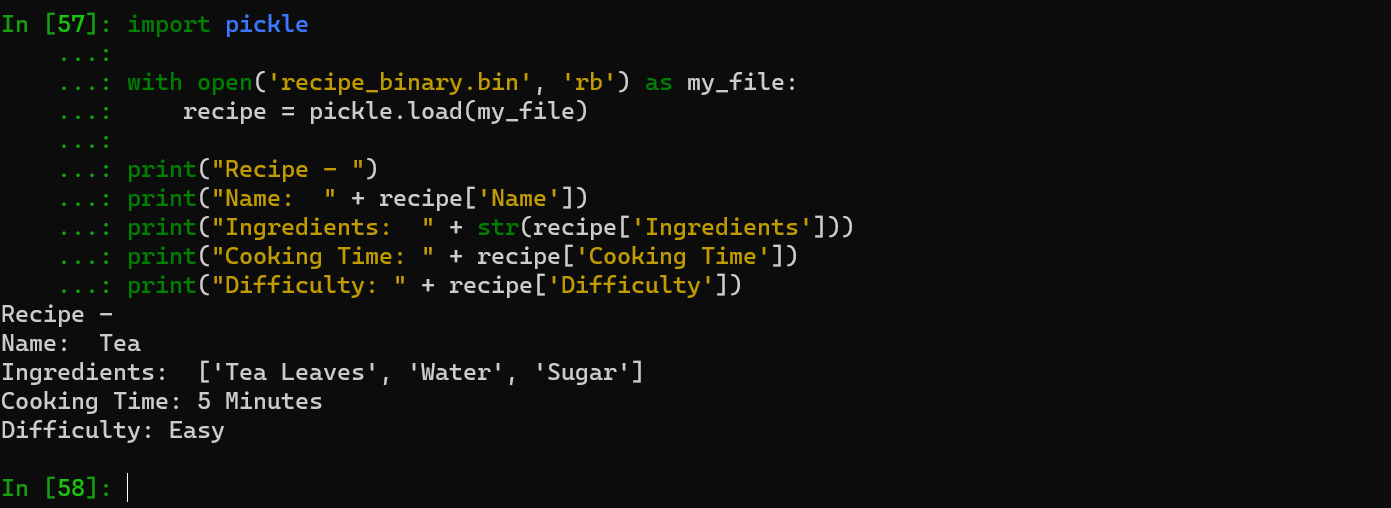 In [57]: import pickle
    ...:
    ...: with open('recipe_binary.bin', 'rb') as my_file:
    ...:     recipe = pickle.load(my_file)
    ...:
    ...: print("Recipe - ")
    ...: print("Name:  " + recipe['Name'])
    ...: print("Ingredients:  " + str(recipe['Ingredients']))
    ...: print("Cooking Time: " + recipe['Cooking Time'])
    ...: print("Difficulty: " + recipe['Difficulty'])
Recipe -
Name:  Tea
Ingredients:  ['Tea Leaves', 'Water', 'Sugar']
Cooking Time: 5 Minutes
Difficulty: Easy
In [58]: